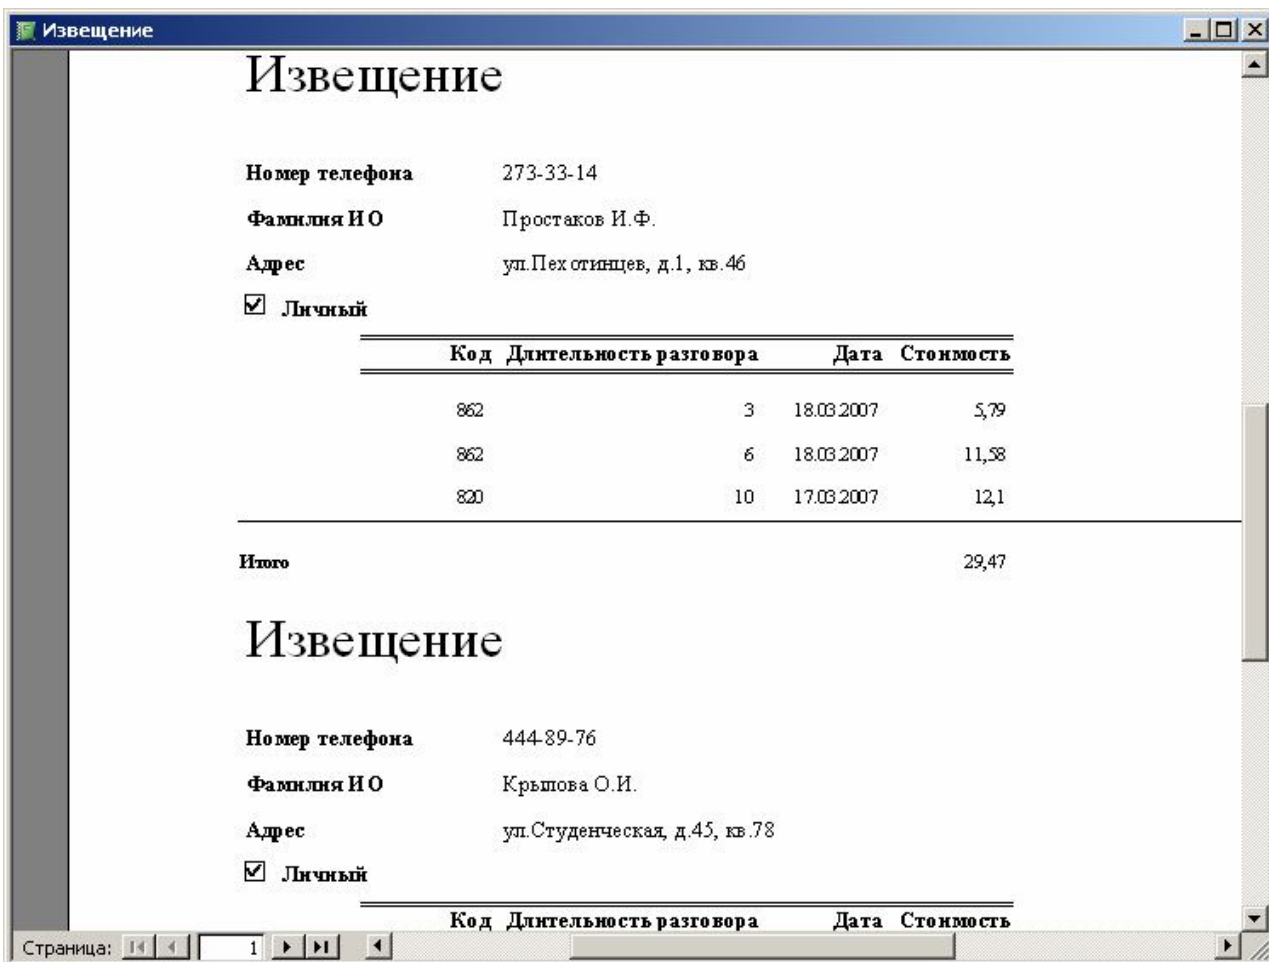 Извещение
Извещение
Номер телефона 273-33-14
Фамилия И О Простаков И.Ф.
Адрес ул.Пехотинцев, д.1, кв.46
Личный
Код Длительность разговора Дата Стоимость
862 3 18.03.2007 5,79
862 6 18.03.2007 11,58
820 10 17.03.2007 12,1
Итого 29,47
Извещение
Номер телефона 444-89-76
Фамилия И О Крылова О.И.
Адрес ул.Студенческая, д.45, кв.78
Личный
Код Длительность разговора Дата Стоимость
Страница: 1